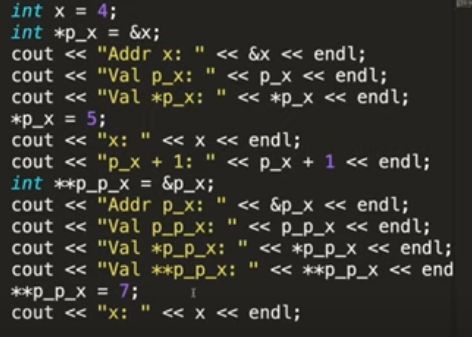 int x = 4;
int *p_x = &x;
cout << "Addr x: " << &x << endl;
cout << "Val p_x: " << p_x << endl;
cout << "Val *p_x: " << *p_x << endl;
*p_x = 5;
cout << "x: " << x << endl;
cout << "p_x + 1: " << p_x + 1 << endl;
int **p_p_x = &p_x;
cout << "Addr p_x: " << &p_x << endl;
cout << "Val p_p_x: " << p_p_x << endl;
cout << "Val *p_p_x: " << *p_p_x << endl;
cout << "Val **p_p_x: " << **p_p_x << end
**p_p_x = 7;
cout << "x: " << x << endl;